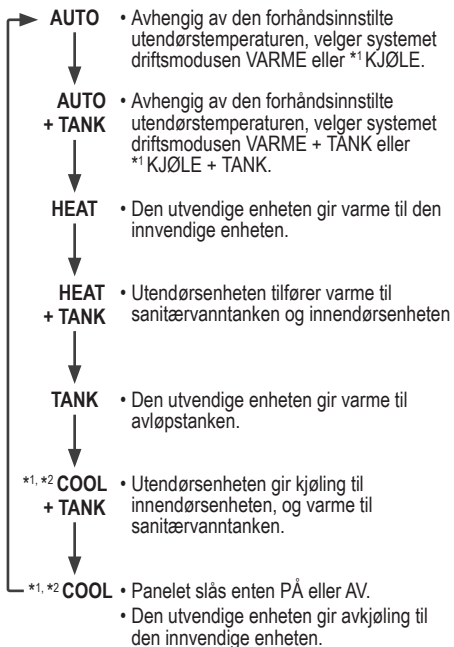 AUTO • Avhengig av den forhåndsinnstilte
utendørstemperaturen, velger systemet
driftsmodusen VARME eller *1 KJØLE.
AUTO • Avhengig av den forhåndsinnstilte
+ TANK utendørstemperaturen, velger systemet
driftsmodusen VARME + TANK eller
*1 KJØLE + TANK.
HEAT • Den utvendige enheten gir varme til den
innvendige enheten.
HEAT • Utendørsenheten tilfører varme til
+ TANK sanitærvanntanken og innendørsenheten
TANK • Den utvendige enheten gir varme til
avløpstanken.
*1, *2 COOL • Utendørsenheten gir kjøling til
+ TANK innendørsenheten, og varme til
sanitærvanntanken.
*1, *2 COOL • Panelet slås enten PÅ eller AV.
• Den utvendige enheten gir avkjøling til
den innvendige enheten.